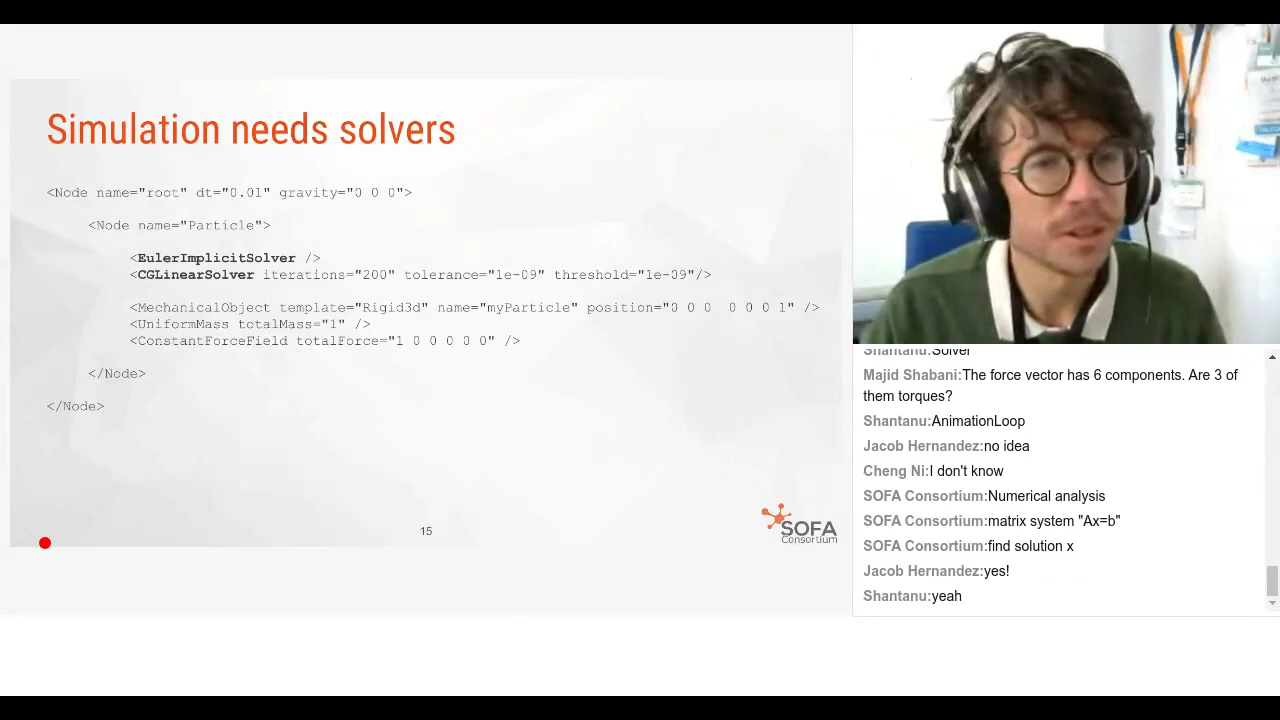 Simulation needs solvers
<Node name="root" dt="0.01" gravity="0 0 0">
<Node name="Particle">
<EulerImplicitSolver />
<CGLinearSolver iterations="200" tolerance="1e-09" threshold="1e-09"/>
<MechanicalObject template="Rigid3d" name="myParticle" position="0 0 0  0 0 0 1" />
<UniformMass totalMass="1" />
<ConstantForceField totalForce="1 0 0 0 0 0" />
</Node>
</Node>
15
SOFA
Consortium
Shantanu:Solver
Majid Shabani:The force vector has 6 components. Are 3 of
them torques?
Shantanu:AnimationLoop
Jacob Hernandez:no idea
Cheng Ni:I don't know
SOFA Consortium:Numerical analysis
SOFA Consortium:matrix system "Ax=b"
SOFA Consortium:find solution x
Jacob Hernandez:yes!
Shantanu:yeah